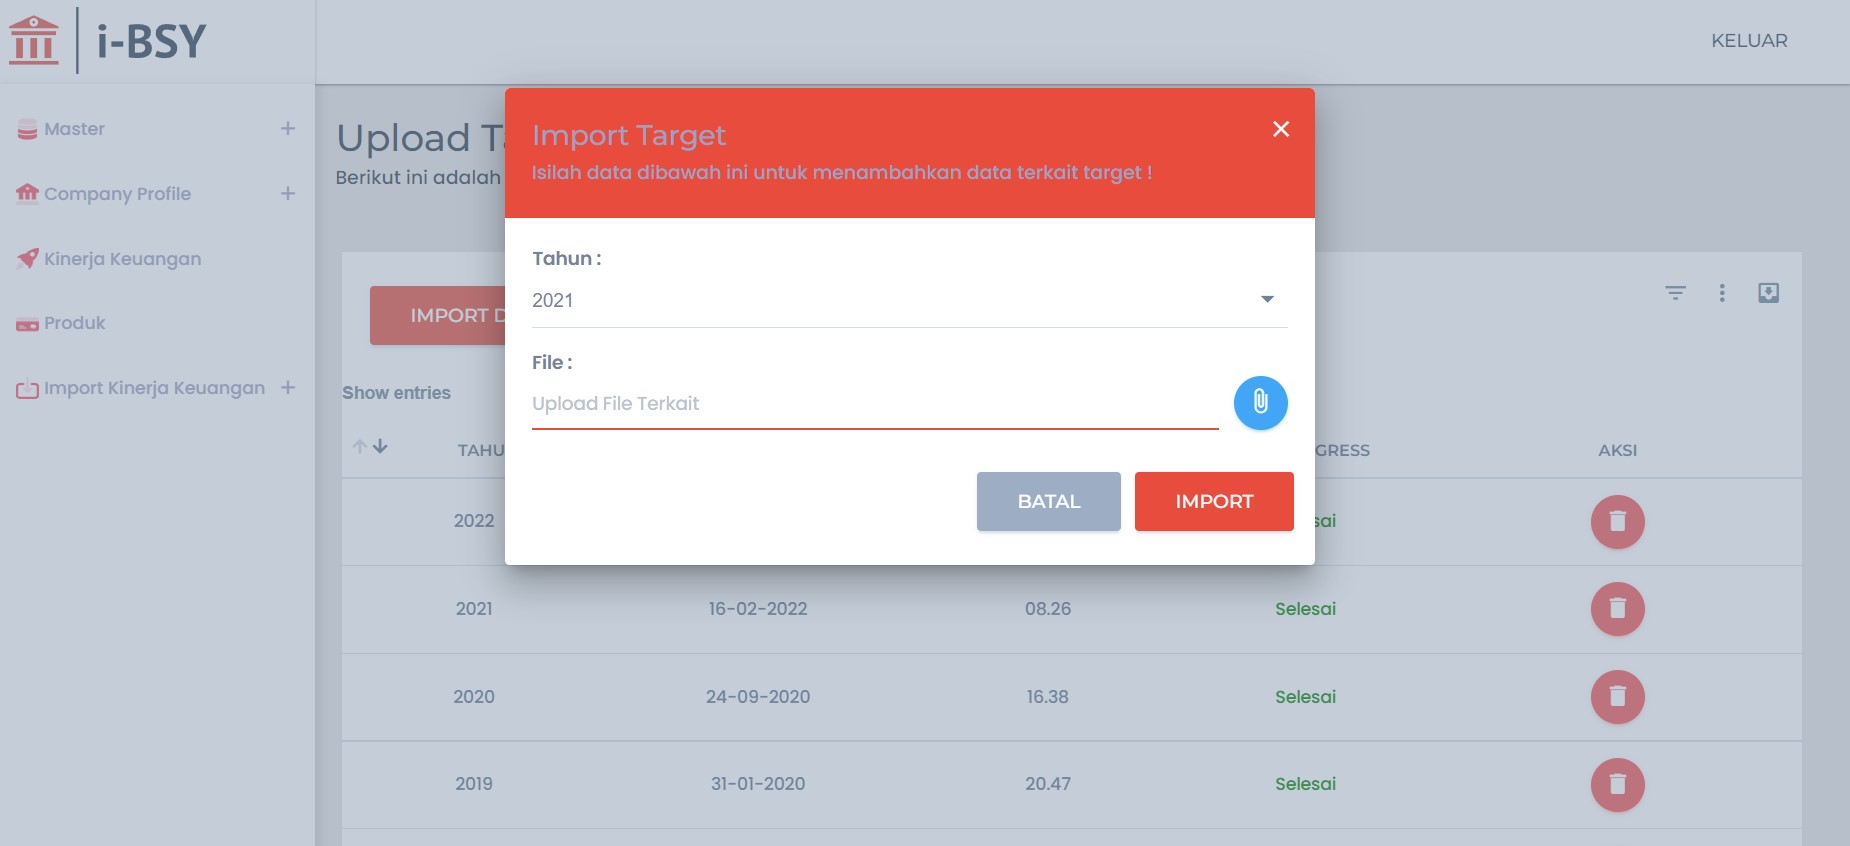 i-BSY
KELUAR
Master
Company Profile
Kinerja Keuangan
Produk
Import Kinerja Keuangan
Upload
Berikut ini adalah
Import Target
Isilah data dibawah ini untuk menambahkan data terkait target !
Tahun :
2021
File :
Upload File Terkait
BATAL IMPORT
IMPORT
Show entries
AKSI
2022
2021 16-02-2022 08.26 Selesai
2020 24-09-2020 16.38 Selesai
2019 31-01-2020 20.47 Selesai